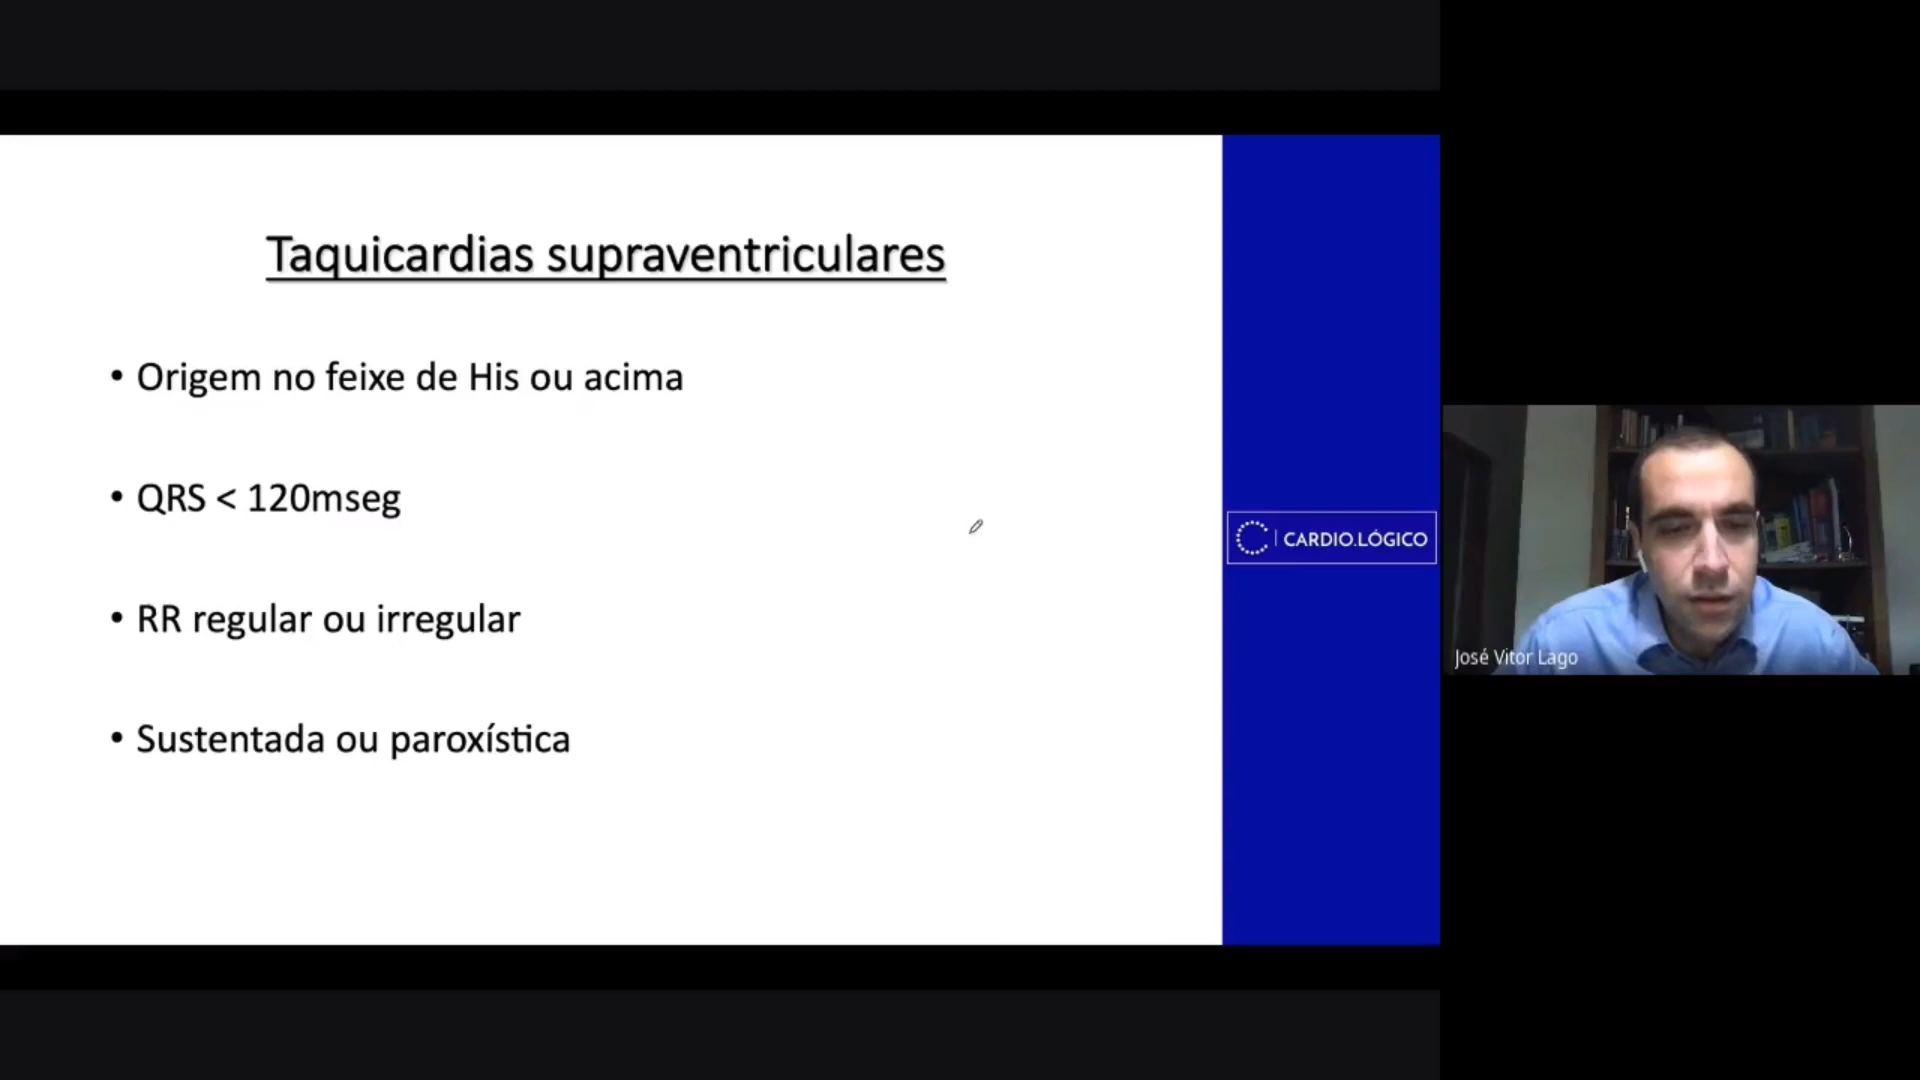 Taquicardias supraventriculares
• Origem no feixe de His ou acima
• QRS < 120mseg
• RR regular ou irregular
• Sustentada ou paroxística
CARDIO.LÓGICO
José Vitor Lago